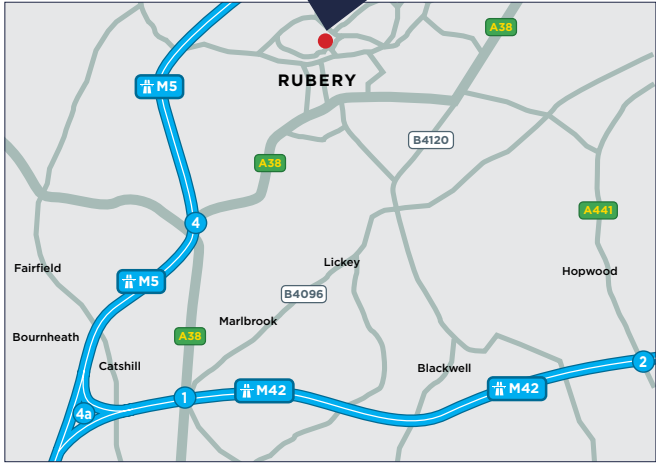 A38
RUBERY
M5
B4120
A38
A441
4
Lickey
Fairfield
Hopwood
M5
B4096
Marlbrook
Bournheath
A38
Catshill
Blackwell
2
M42
M42
1
4a